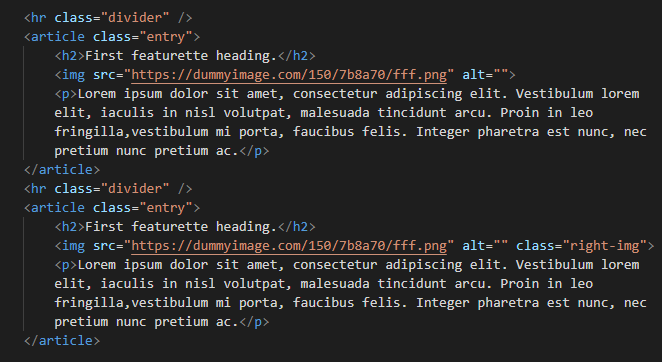 <hr class="divider" />
<article class="entry">
<h2>First featurette heading.</h2>
<img src="https://dummyimage.com/150/7b8a70/fff.png" alt="">
<p>Lorem ipsum dolor sit amet, consectetur adipiscing elit. Vestibulum lorem
elit, iaculis in nisl volutpat, malesuada tincidunt arcu. Proin in leo
fringilla,vestibulum mi porta, faucibus felis. Integer pharetra est nunc, nec
pretium nunc pretium ac.</p>
</article>
<hr class="divider" />
<article class="entry">
<h2>First featurette heading.</h2>
<img src="https://dummyimage.com/150/7b8a70/fff.png" alt="" class="right-img">
<p>Lorem ipsum dolor sit amet, consectetur adipiscing elit. Vestibulum lorem
elit, iaculis in nisl volutpat, malesuada tincidunt arcu. Proin in leo
fringilla,vestibulum mi porta, faucibus felis. Integer pharetra est nunc, nec
pretium nunc pretium ac.</p>
</article>